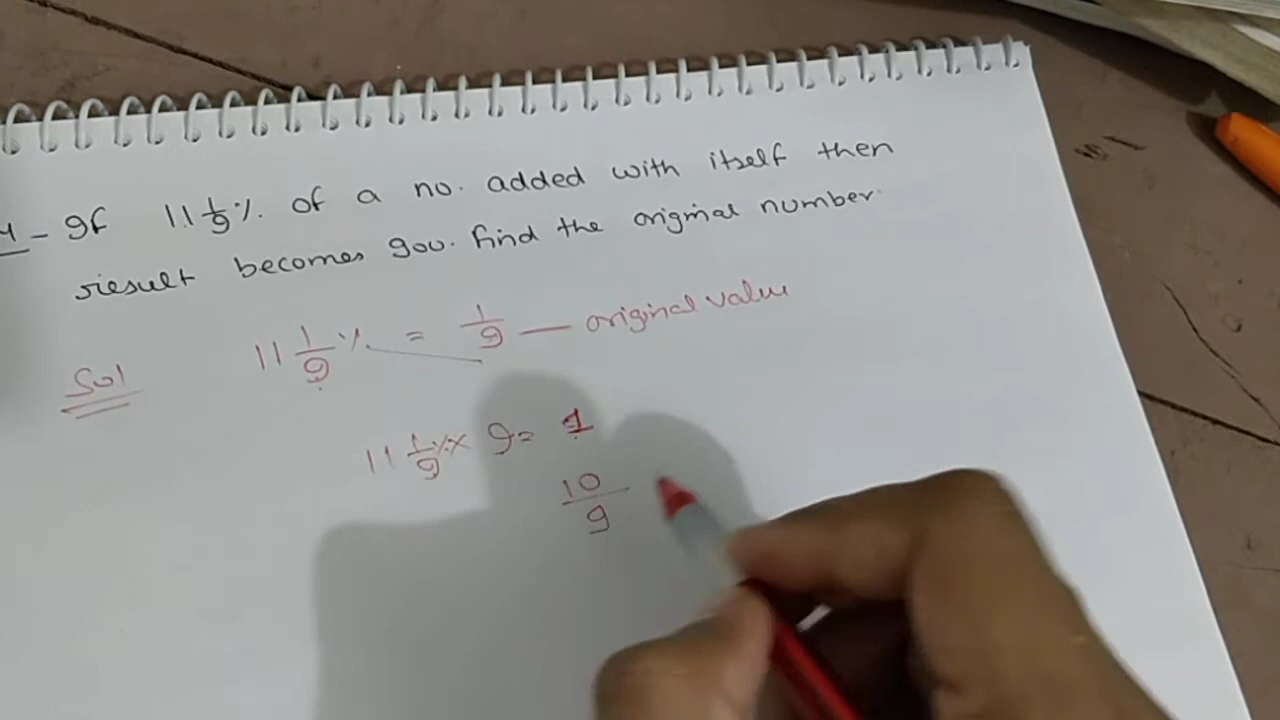 4 - If 11 1/9 %. of a no. added with itself then
result becomes 900. find the original number.
Sol 11 1/9 % = 1/9 — original value
11 1/9 % x 9 = 1
10/9